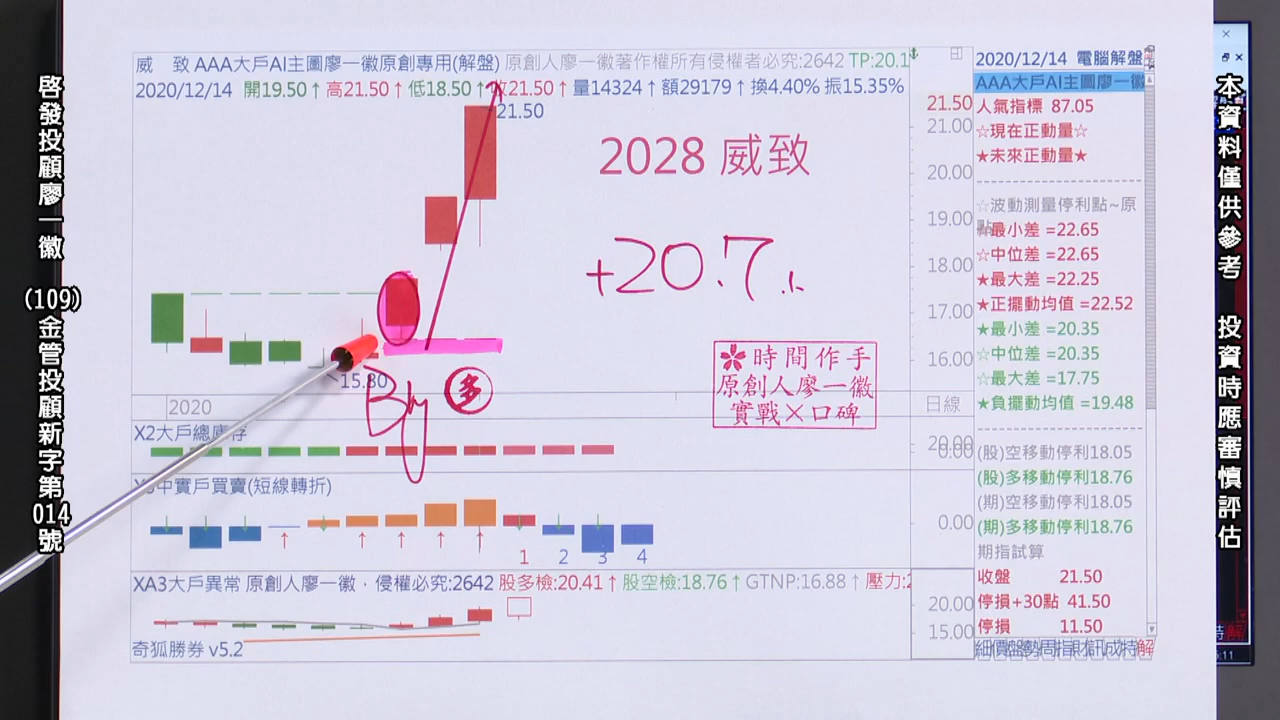 啓發投顧廖一徽 (109)金管投顧新字第014號
威 致 AAA大戶AI主圖廖一徽原創專用(解盤) 原創人廖一徽著作權所有侵權者必究:2642 TP:20.1
2020/12/14 開19.50↑ 高21.50↑ 低18.50↑ 收21.50↑ 量14324↑ 額29179↑ 換4.40% 振15.35%
21.50
2028 威致
+20.7%
15.80
Buy 多
時間作手
原創人廖一徽
實戰×口碑
2020
日線
21.50
21.00
20.00
19.00
18.00
17.00
16.00
X2大戶總庫存
20.00
0.00
X5中實戶買賣(短線轉折)
0.00
1 2 3 4
XA3大戶異常 原創人廖一徽,侵權必究:2642 股多檢:20.41↑ 股空檢:18.76↑ GTNP:16.88↑ 壓力:2
20.00
15.00
奇狐勝券 v5.2
2020/12/14 電腦解盤
AAA大戶AI主圖廖一徽
人氣指標 87.05
☆現在正動量☆
★未來正動量★
☆波動測量停利點~原
☆最小差 =22.65
☆中位差 =22.65
★最大差 =22.25
★正擺動均值 =22.52
★最小差 =20.35
☆中位差 =20.35
☆最大差 =17.75
★負擺動均值 =19.48
(股)空移動停利18.05
(股)多移動停利18.76
(期)空移動停利18.05
(期)多移動停利18.76
期指試算
收盤 21.50
停損+30點 41.50
停損 11.50
細價盤勢周指財訊成特解
本資料僅供參考 投資時應審慎評估